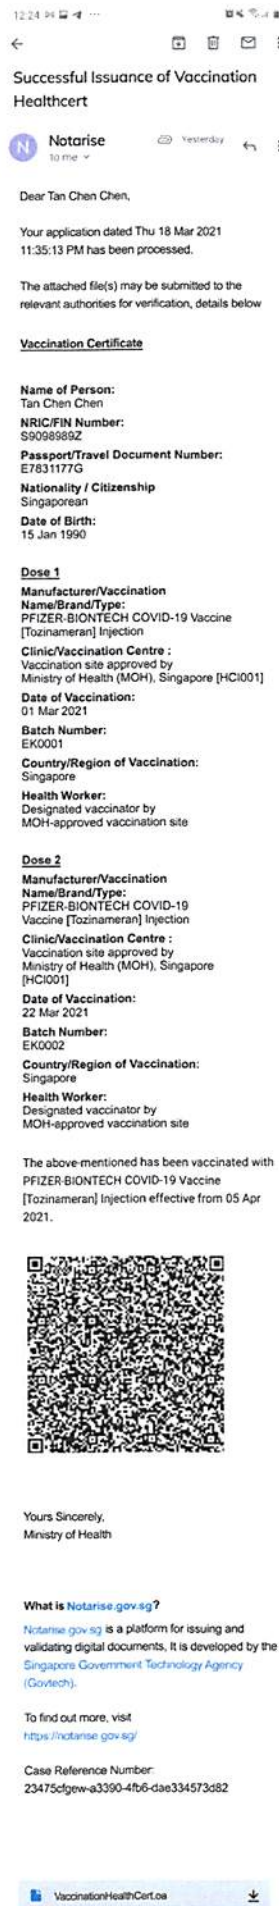 12:24
Successful Issuance of Vaccination
Healthcert
N
Notarise
Yesterday
to me
Dear Tan Chen Chen,
Your application dated Thu 18 Mar 2021
11:35:13 PM has been processed.
The attached file(s) may be submitted to the
relevant authorities for verification, details below
Vaccination Certificate
Name of Person:
Tan Chen Chen
NRIC/FIN Number:
S9098989Z
Passport/Travel Document Number:
E7831177G
Nationality / Citizenship
Singaporean
Date of Birth:
15 Jan 1990
Dose 1
Manufacturer/Vaccination
Name/Brand/Type:
PFIZER-BIONTECH COVID-19 Vaccine
[Tozinameran] Injection
Clinic/Vaccination Centre :
Vaccination site approved by
Ministry of Health (MOH), Singapore [HCI001]
Date of Vaccination:
01 Mar 2021
Batch Number:
EK0001
Country/Region of Vaccination:
Singapore
Health Worker:
Designated vaccinator by
MOH-approved vaccination site
Dose 2
Manufacturer/Vaccination
Name/Brand/Type:
PFIZER-BIONTECH COVID-19
Vaccine [Tozinameran] Injection
Clinic/Vaccination Centre :
Vaccination site approved by
Ministry of Health (MOH), Singapore
[HCI001]
Date of Vaccination:
22 Mar 2021
Batch Number:
EK0002
Country/Region of Vaccination:
Singapore
Health Worker:
Designated vaccinator by
MOH-approved vaccination site
The above-mentioned has been vaccinated with
PFIZER-BIONTECH COVID-19 Vaccine
[Tozinameran] Injection effective from 05 Apr
2021.
Yours Sincerely,
Ministry of Health
What is Notarise.gov.sg?
Notarise.gov.sg is a platform for issuing and
validating digital documents, It is developed by the
Singapore Government Technology Agency
(Govtech).
To find out more, visit
https://notarise.gov.sg/
Case Reference Number:
23475cfgew-a3390-4fb6-dae334573d82
VaccinationHealthCert.oa